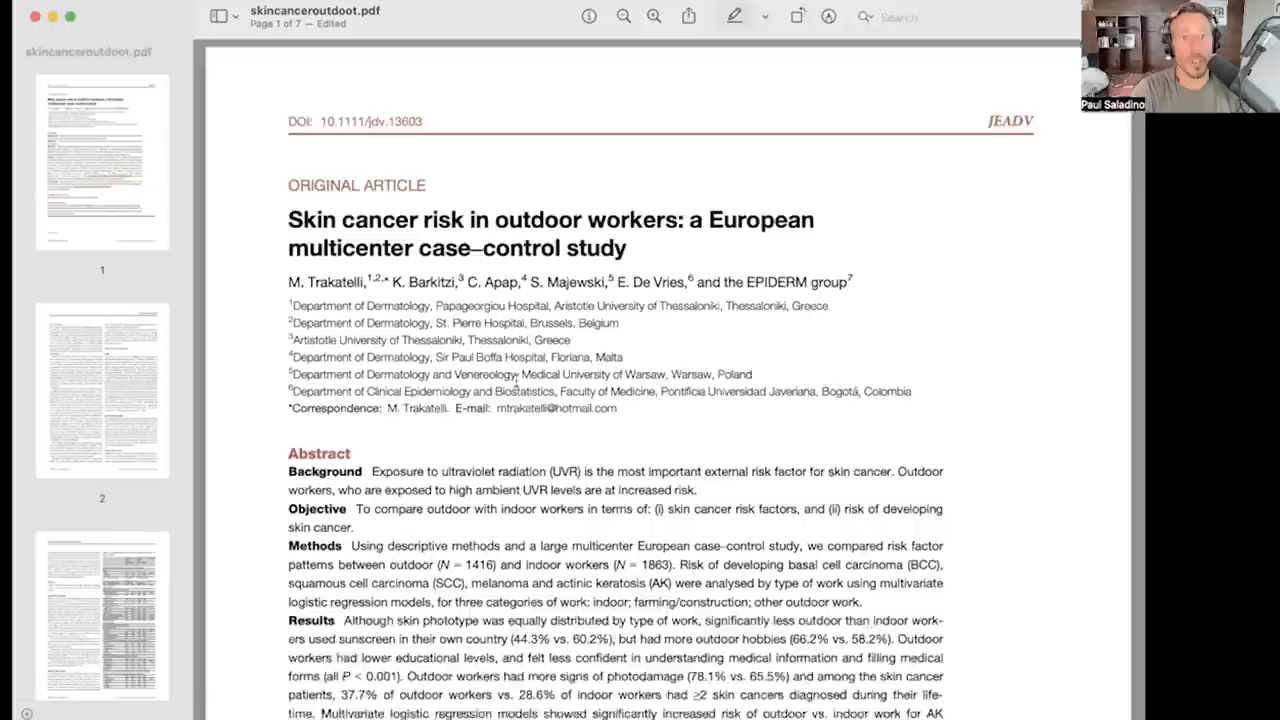 skincanceroutdoot.pdf
Page 1 of 7 — Edited
Search
skincanceroutdoot.pdf
1
2
Paul Saladino
DOI: 10.1111/jdv.13603
JEADV
ORIGINAL ARTICLE
Skin cancer risk in outdoor workers: a European
multicenter case–control study
M. Trakatelli,1,2,* K. Barkitzi,3 C. Apap,4 S. Majewski,5 E. De Vries,6 and the EPIDERM group7
1Department of Dermatology, Papageorgiou Hospital, Aristotle University of Thessaloniki, Thessaloniki, Greece
2Department of Dermatology, St. Pierre Hospital, Brussels, Belgium
3Artistotle University of Thessaloniki, Thessaloniki, Greece
4Department of Dermatology, Sir Paul Boffa Hospital, Floriana, Malta
5Department of Dermatology and Venereology, Medical University of Warsaw, Warsaw, Poland
6Department of Clinical Epidemiology and Biostatistics, Faculty of Medicine, Pontificia Universidad Javeriana, Bogotá, Colombia
*Correspondence: M. Trakatelli. E-mail: mtrakatelli@hotmail.com
Abstract
Background Exposure to ultraviolet radiation (UVR) is the most important external risk factor for skin cancer. Outdoor
workers, who are exposed to high ambient UVR levels are at increased risk.
Objective To compare outdoor with indoor workers in terms of: (i) skin cancer risk factors, and (ii) risk of developing
skin cancer.
Methods Using descriptive methods and a large multicenter European case–control study, we compared risk factor
patterns between outdoor (N = 1416) and indoor workers (N = 1863). Risk of developing basal cell carcinoma (BCC),
squamous cell carcinoma (SCC), melanoma and actinic keratosis (AK) were analysed by type of work using multivariate
logistic regression models, for three categories of work: indoor; farming/construction; other outdoor work.
Results Although skin phototype was equally distributed by type of work, significantly less outdoor than indoor work-
ers used sunscreen in their own country (44.3% vs. 60.2%), but had more outdoor hobbies (66.2% vs. 58.2%). Outdoor
workers had lower educational levels, and felt less confident in understanding medical information and filling medical
forms (all P < 0.001). Outdoor workers had more signs of photodamage (78.1% vs. 65.5%) and among the skin cancer
patients, 37.7% of outdoor workers vs. 28.6% of indoor workers had ≥2 skin cancers diagnosed during their life-
time. Multivariate logistic regression models showed significantly increased risk of outdoor vs. indoor work for AK